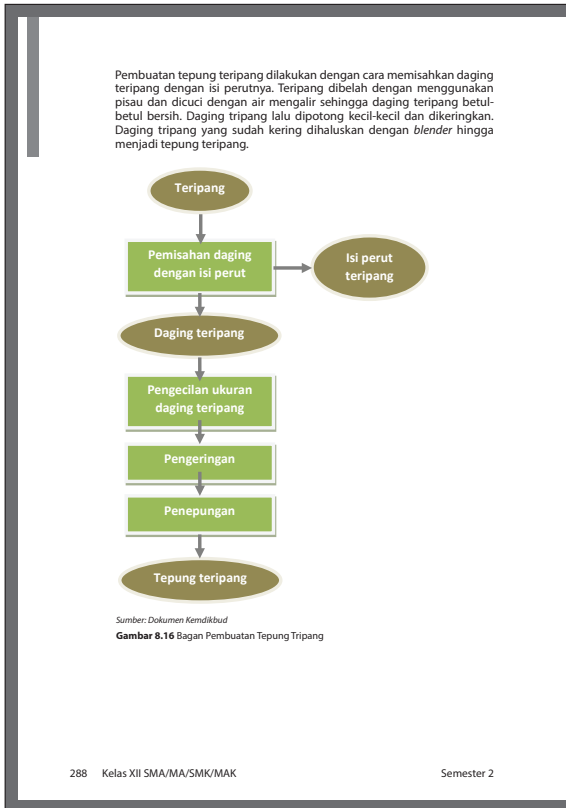 Pembuatan tepung teripang dilakukan dengan cara memisahkan daging
teripang dengan isi perutnya. Teripang dibelah dengan menggunakan
pisau dan dicuci dengan air mengalir sehingga daging teripang betul-
betul bersih. Daging tripang lalu dipotong kecil-kecil dan dikeringkan.
Daging tripang yang sudah kering dihaluskan dengan blender hingga
menjadi tepung teripang.
Teripang
Pemisahan daging
dengan isi perut
Isi perut
teripang
Daging teripang
Pengecilan ukuran
daging teripang
Pengeringan
Penepungan
Tepung teripang
Sumber: Dokumen Kemdikbud
Gambar 8.16 Bagan Pembuatan Tepung Tripang
288 Kelas XII SMA/MA/SMK/MAK Semester 2